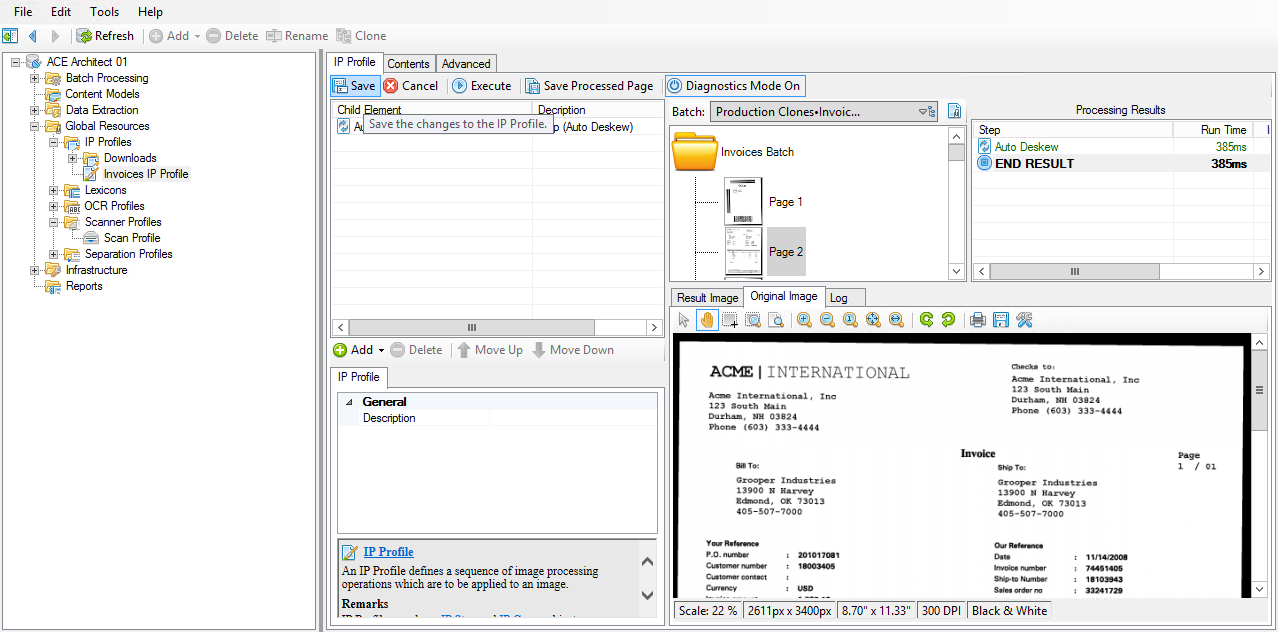 File Edit Tools Help
Refresh Add Delete Rename Clone
ACE Architect 01
Batch Processing
Content Models
Data Extraction
Global Resources
IP Profiles
Downloads
Invoices IP Profile
Lexicons
OCR Profiles
Scanner Profiles
Scan Profile
Separation Profiles
Infrastructure
Reports
IP Profile Contents Advanced
Save Cancel Execute Save Processed Page Diagnostics Mode On
Child Element Decription
(Auto Deskew)
Save the changes to the IP Profile.
Add Delete Move Up Move Down
IP Profile
General
Description
IP Profile
An IP Profile defines a sequence of image processing
operations which are to be applied to an image.
Remarks
Batch: Production Clones•Invoic...
Invoices Batch
Page 1
Page 2
Processing Results
Step Run Time
Auto Deskew 385ms
END RESULT 385ms
Result Image Original Image Log
ACME | INTERNATIONAL
Acme International, Inc
123 South Main
Durham, NH 03824
Phone (603) 333-4444
Checks to:
Acme International, Inc
123 South Main
Durham, NH 03824
Phone (603) 333-4444
Invoice
Page
1 / 01
Bill To:
Grooper Industries
13900 N Harvey
Edmond, OK 73013
405-507-7000
Ship To:
Grooper Industries
13900 N Harvey
Edmond, OK 73013
405-507-7000
Your Reference
P.O. number : 201017081
Customer number : 18003405
Customer contact :
Currency : USD
Our Reference
Date : 11/14/2008
Invoice number : 74451405
Ship-to Number : 18103943
Sales order no : 33241729
Scale: 22 % 2611px x 3400px 8.70" x 11.33" 300 DPI Black & White